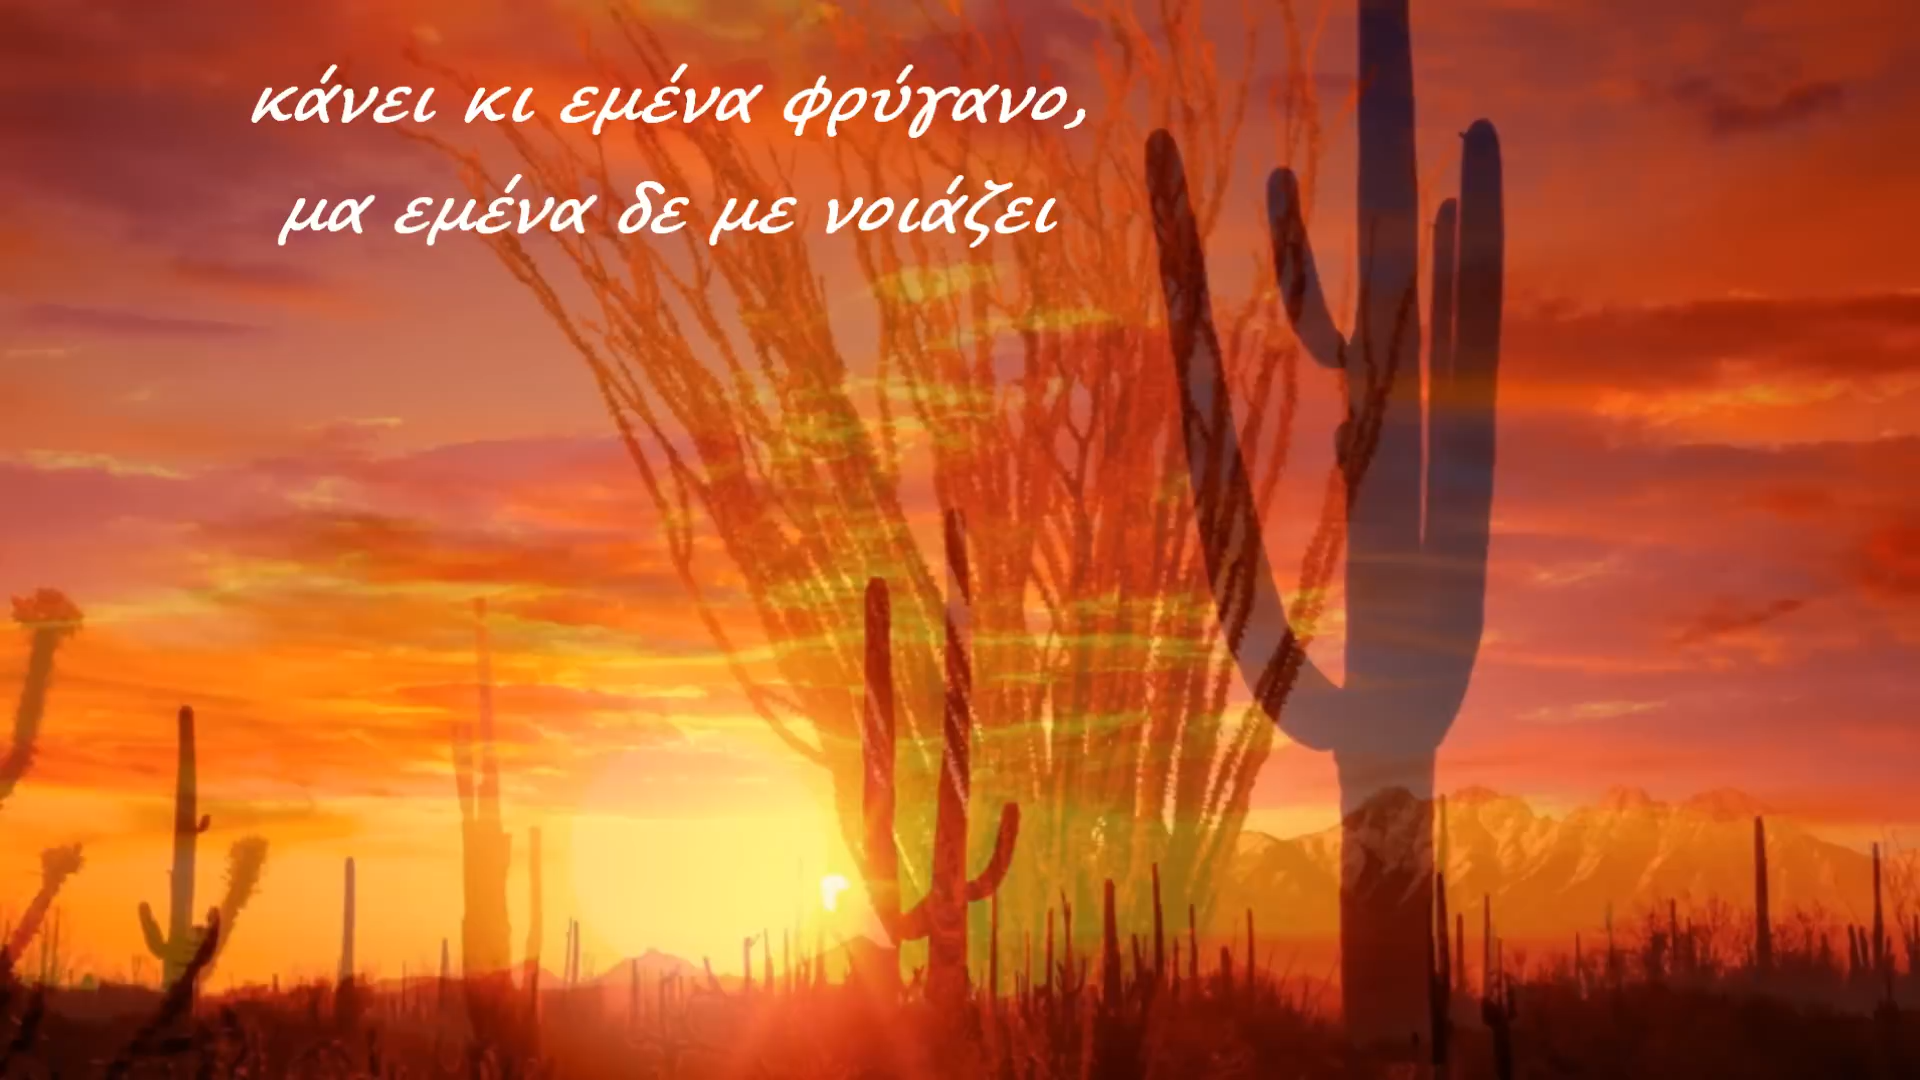 κάνει κι εμένα φρύγανο,
μα εμένα δε με νοιάζει